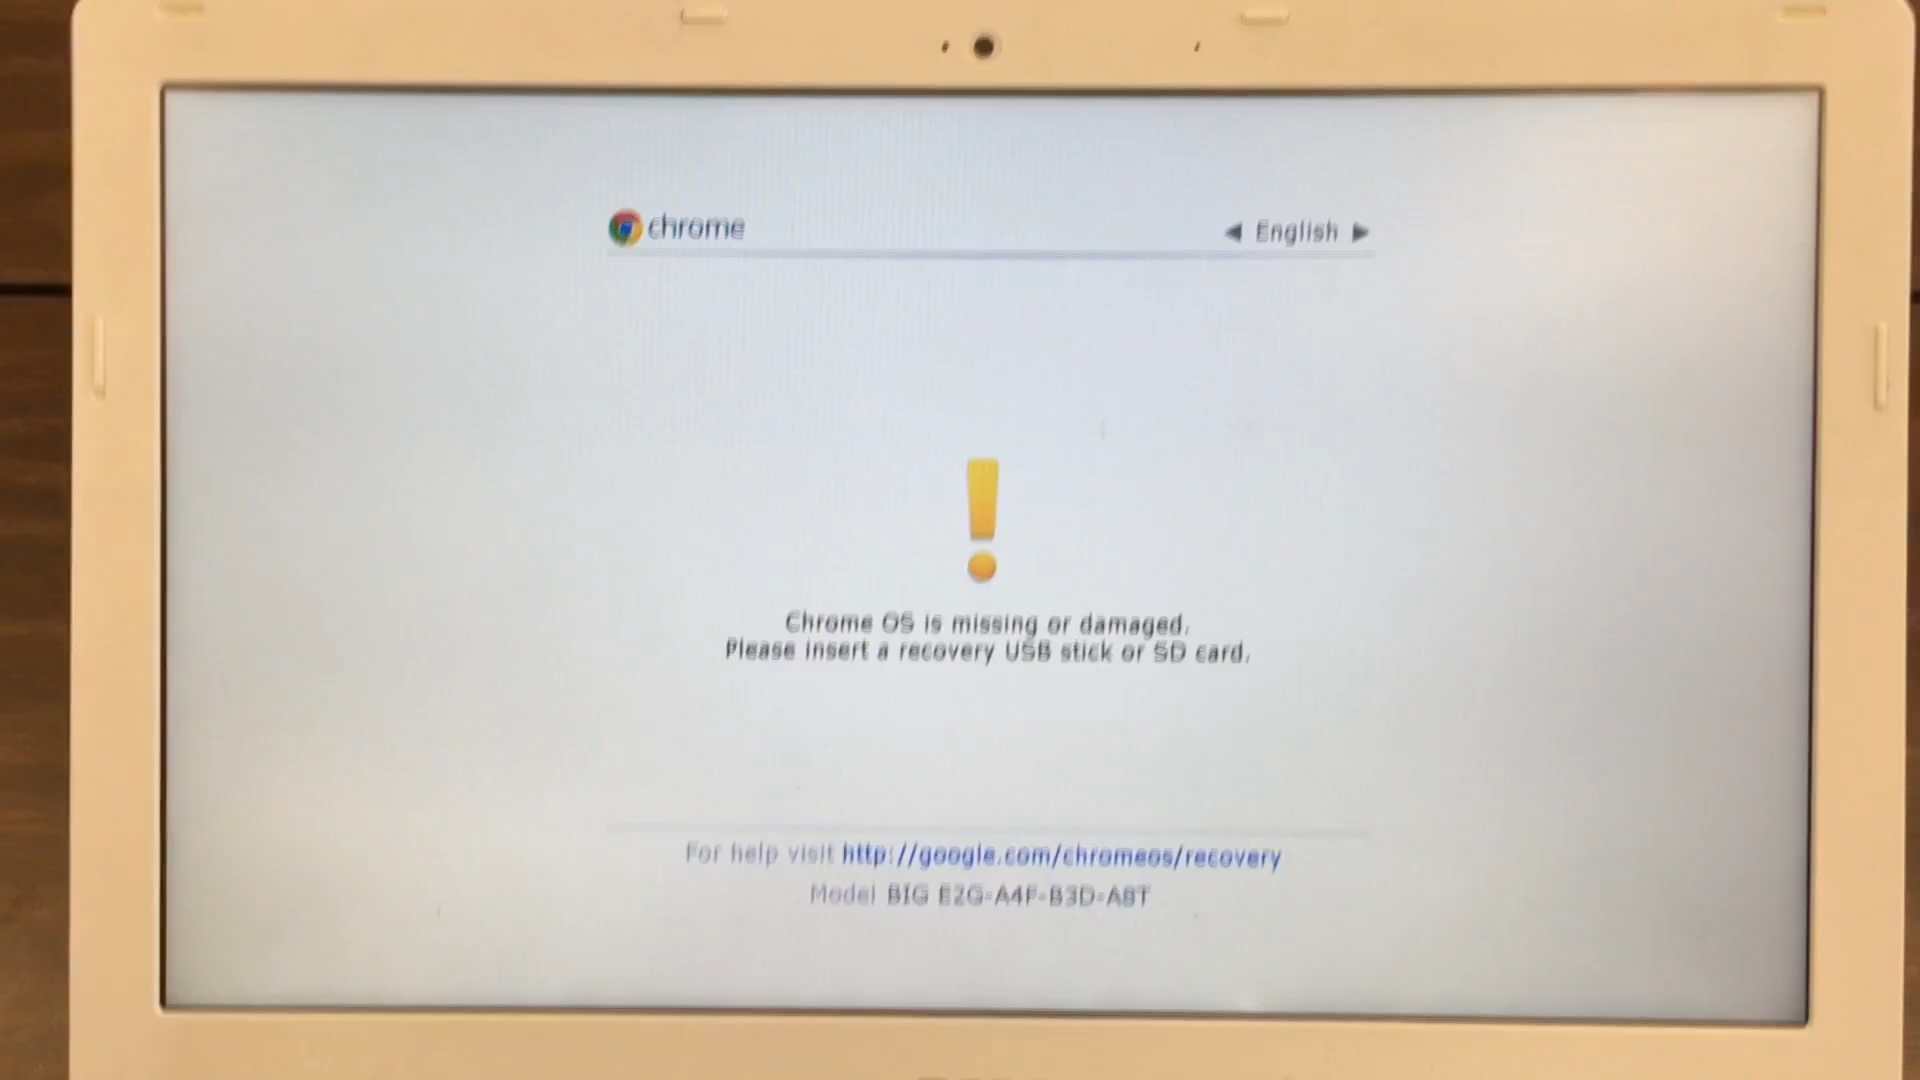 chrome
◀ English ▶
Chrome OS is missing or damaged.
Please insert a recovery USB stick or SD card.
For help visit http://google.com/chromeos/recovery
Model BIG E2G-A4F-B3D-A8T